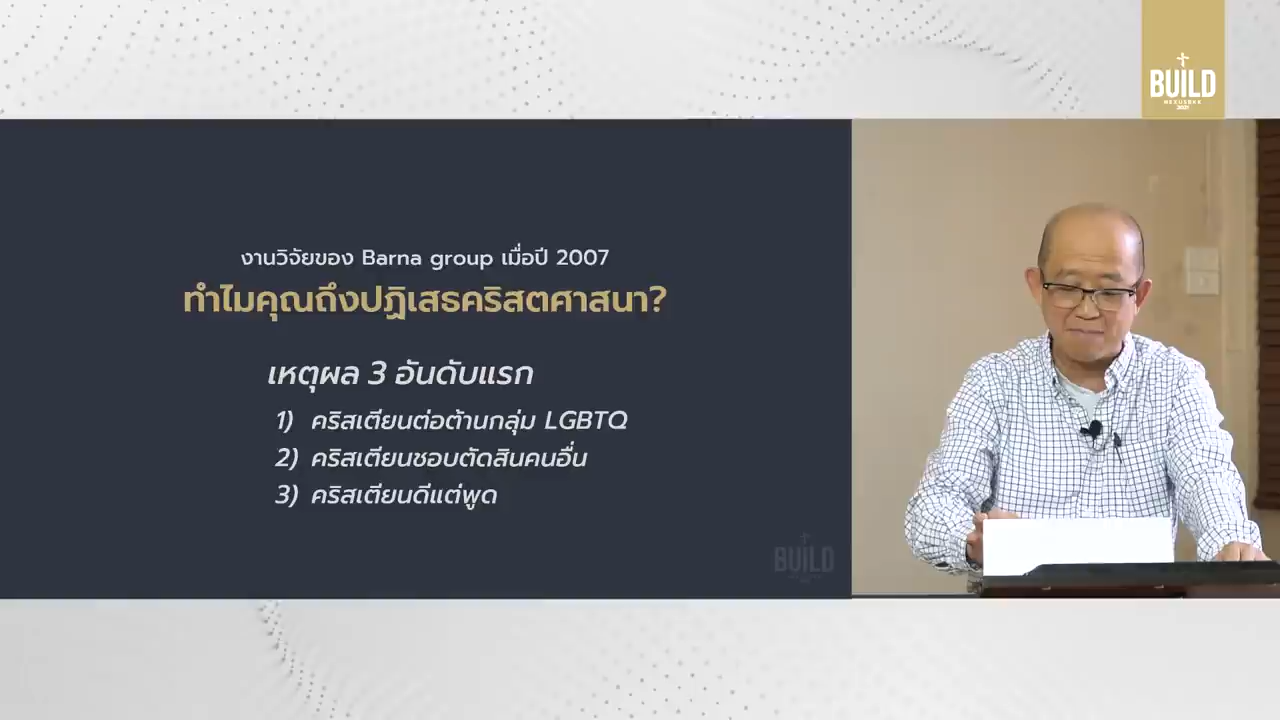 BUILD
NEXUSBKK
2021
งานวิจัยของ Barna group เมื่อปี 2007
ทำไมคุณถึงปฏิเสธคริสตศาสนา?
เหตุผล 3 อันดับแรก
1) คริสเตียนต่อต้านกลุ่ม LGBTQ
2) คริสเตียนชอบตัดสินคนอื่น
3) คริสเตียนดีแต่พูด
BUILD